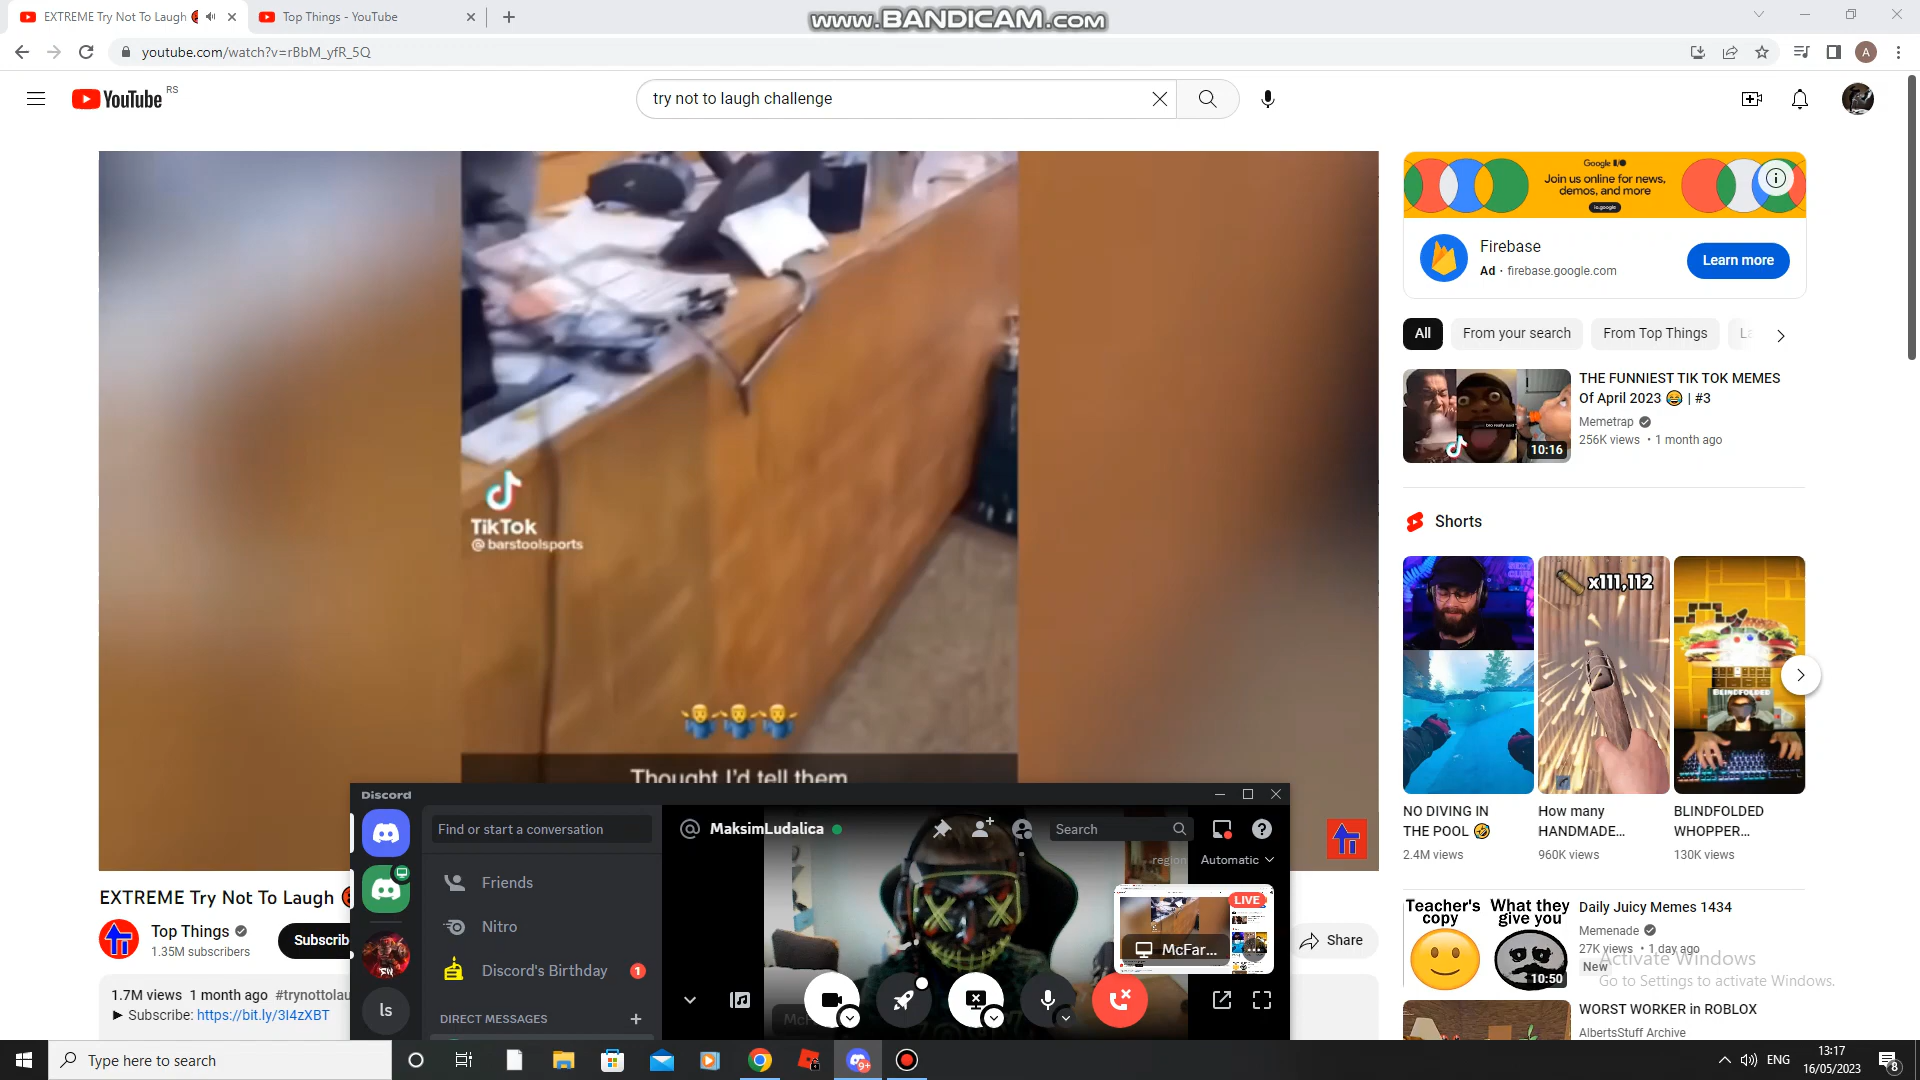 EXTREME Try Not To Laugh
Top Things - YouTube
www.BANDICAM.com
youtube.com/watch?v=rBbM_yfR_5Q
YouTube RS
try not to laugh challenge
A
Google I/O
Join us online for news,
demos, and more
io.google
Firebase
Ad · firebase.google.com
Learn more
All
From your search
From Top Things
THE FUNNIEST TIK TOK MEMES
Of April 2023 😂 | #3
Memetrap
256K views • 1 month ago
10:16
TikTok
@barstoolsports
🤷‍♂️🤷‍♂️🤷‍♂️
Thought I'd tell them
Shorts
x111,112
BLINDFOLDED
NO DIVING IN
THE POOL 🤣
2.4M views
How many
HANDMADE...
960K views
BLINDFOLDED
WHOPPER...
130K views
EXTREME Try Not To Laugh
Top Things
1.35M subscribers
Subscrib
Share
1.7M views 1 month ago #trynottolau
► Subscribe: https://bit.ly/3I4zXBT
Discord
Find or start a conversation
Friends
Nitro
Discord's Birthday
1
DIRECT MESSAGES
ls
MaksimLudalica
Search
region
Automatic
LIVE
McFar...
Teacher's
copy
What they
give you
10:50
Daily Juicy Memes 1434
Memenade
27K views • 1 day ago
New
WORST WORKER in ROBLOX
AlbertsStuff Archive
Activate Windows
Go to Settings to activate Windows.
Type here to search
9+
ENG
13:17
16/05/2023
8